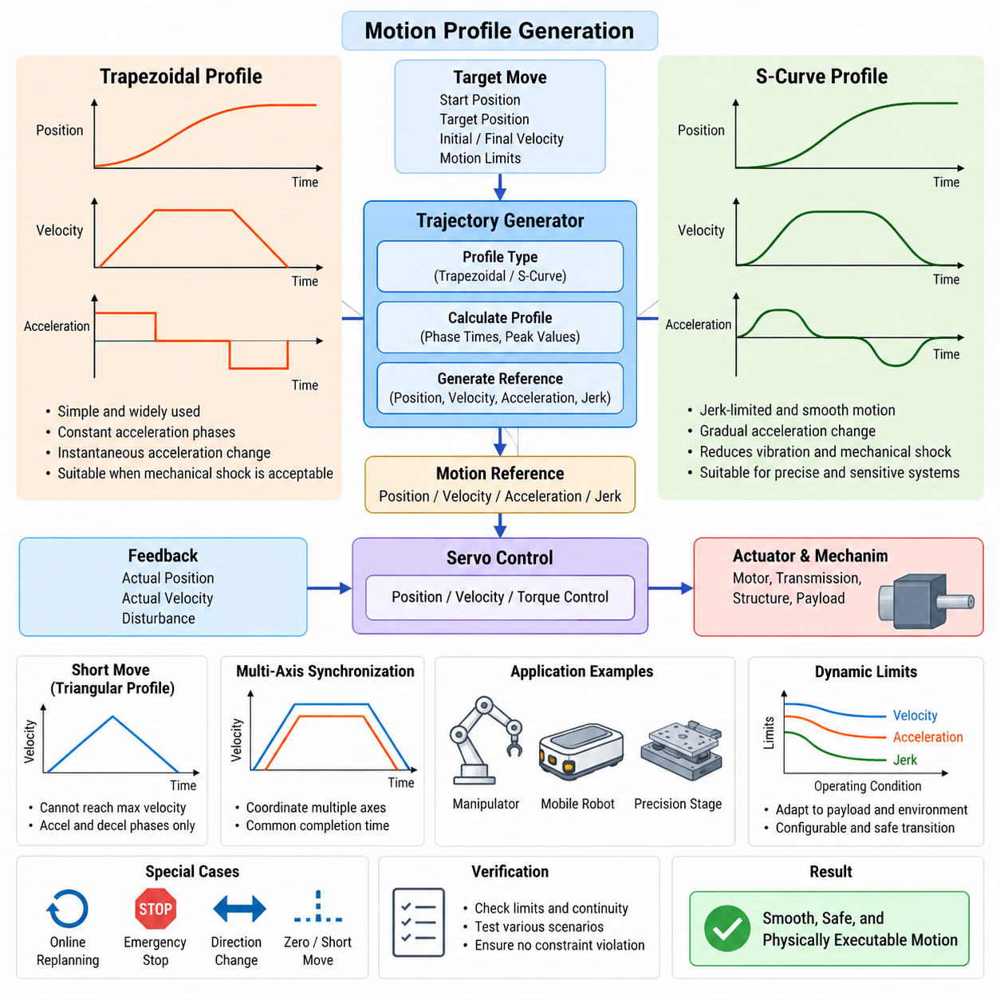 Motion Profile Generation
Trapezoidal Profile
Position
Time
Velocity
Time
Acceleration
Time
• Simple and widely used
• Constant acceleration phases
• Instantaneous acceleration change
• Suitable when mechanical shock is acceptable
Target Move
Start Position
Target Position
Initial / Final Velocity
Motion Limits
Trajectory Generator
Profile Type
(Trapezoidal / S-Curve)
Calculate Profile
(Phase Times, Peak Values)
Generate Reference
(Position, Velocity, Acceleration, Jerk)
Motion Reference
Position / Velocity / Acceleration / Jerk
S-Curve Profile
Position
Time
Velocity
Time
Acceleration
Time
• Jerk-limited and smooth motion
• Gradual acceleration change
• Reduces vibration and mechanical shock
• Suitable for precise and sensitive systems
Feedback
Actual Position
Actual Velocity
Disturbance
Servo Control
Position / Velocity / Torque Control
Actuator & Mechanim
Motor, Transmission,
Structure, Payload
Short Move
(Triangular Profile)
Velocity
Time
• Cannot reach max velocity
• Accel and decel phases only
Multi-Axis Synchronization
Velocity
Time
• Coordinate multiple axes
• Common completion time
Application Examples
Manipulator
Mobile Robot
Precision Stage
Dynamic Limits
Limits
Velocity
Acceleration
Jerk
Operating Condition
• Adapt to payload and environment
• Configurable and safe transition
Special Cases
Online
Replanning
STOP
Emergency
Stop
Direction
Change
Zero / Short
Move
Verification
• Check limits and continuity
• Test various scenarios
• Ensure no constraint violation
Result
Smooth, Safe, and
Physically Executable Motion